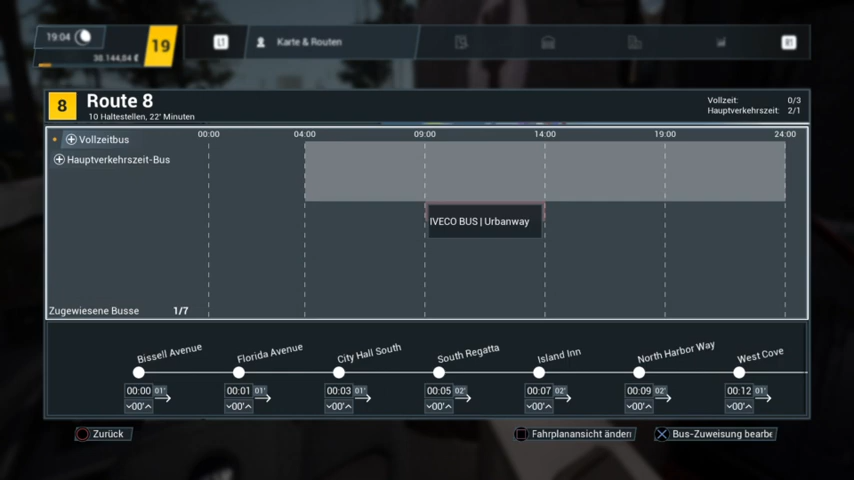 19:04
30.144,04 €
19
L1
Karte & Routen
R1
8
Route 8
10 Haltestellen, 22' Minuten
Vollzeit: 0/3
Hauptverkehrszeit: 2/1
00:00 04:00 09:00 14:00 19:00 24:00
Vollzeitbus
Hauptverkehrszeit-Bus
IVECO BUS | Urbanway
Zugewiesene Busse 1/7
Bissell Avenue
Florida Avenue
City Hall South
South Regatta
Island Inn
North Harbor Way
West Cove
00:00 01' 00:01 01' 00:03 01' 00:05 02' 00:07 02' 00:09 02' 00:12 01'
00' 00' 00' 00' 00' 00' 00'
Zurück
Fahrplanansicht ändern
Bus-Zuweisung bearbe